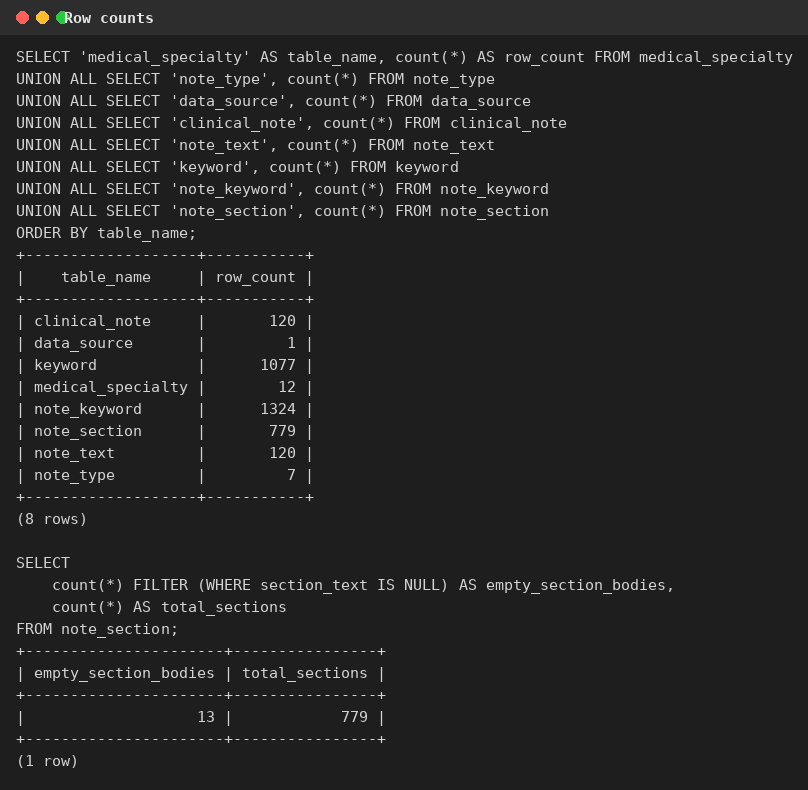 Row counts
SELECT 'medical_specialty' AS table_name, count(*) AS row_count FROM medical_specialty
UNION ALL SELECT 'note_type', count(*) FROM note_type
UNION ALL SELECT 'data_source', count(*) FROM data_source
UNION ALL SELECT 'clinical_note', count(*) FROM clinical_note
UNION ALL SELECT 'note_text', count(*) FROM note_text
UNION ALL SELECT 'keyword', count(*) FROM keyword
UNION ALL SELECT 'note_keyword', count(*) FROM note_keyword
UNION ALL SELECT 'note_section', count(*) FROM note_section
ORDER BY table_name;
+-------------------+-----------+
|    table_name     | row_count |
+-------------------+-----------+
| clinical_note     |       120 |
| data_source       |         1 |
| keyword           |      1077 |
| medical_specialty |        12 |
| note_keyword      |      1324 |
| note_section      |       779 |
| note_text         |       120 |
| note_type         |         7 |
+-------------------+-----------+
(8 rows)

SELECT
    count(*) FILTER (WHERE section_text IS NULL) AS empty_section_bodies,
    count(*) AS total_sections
FROM note_section;
+----------------------+----------------+
| empty_section_bodies | total_sections |
+----------------------+----------------+
|                   13 |            779 |
+----------------------+----------------+
(1 row)